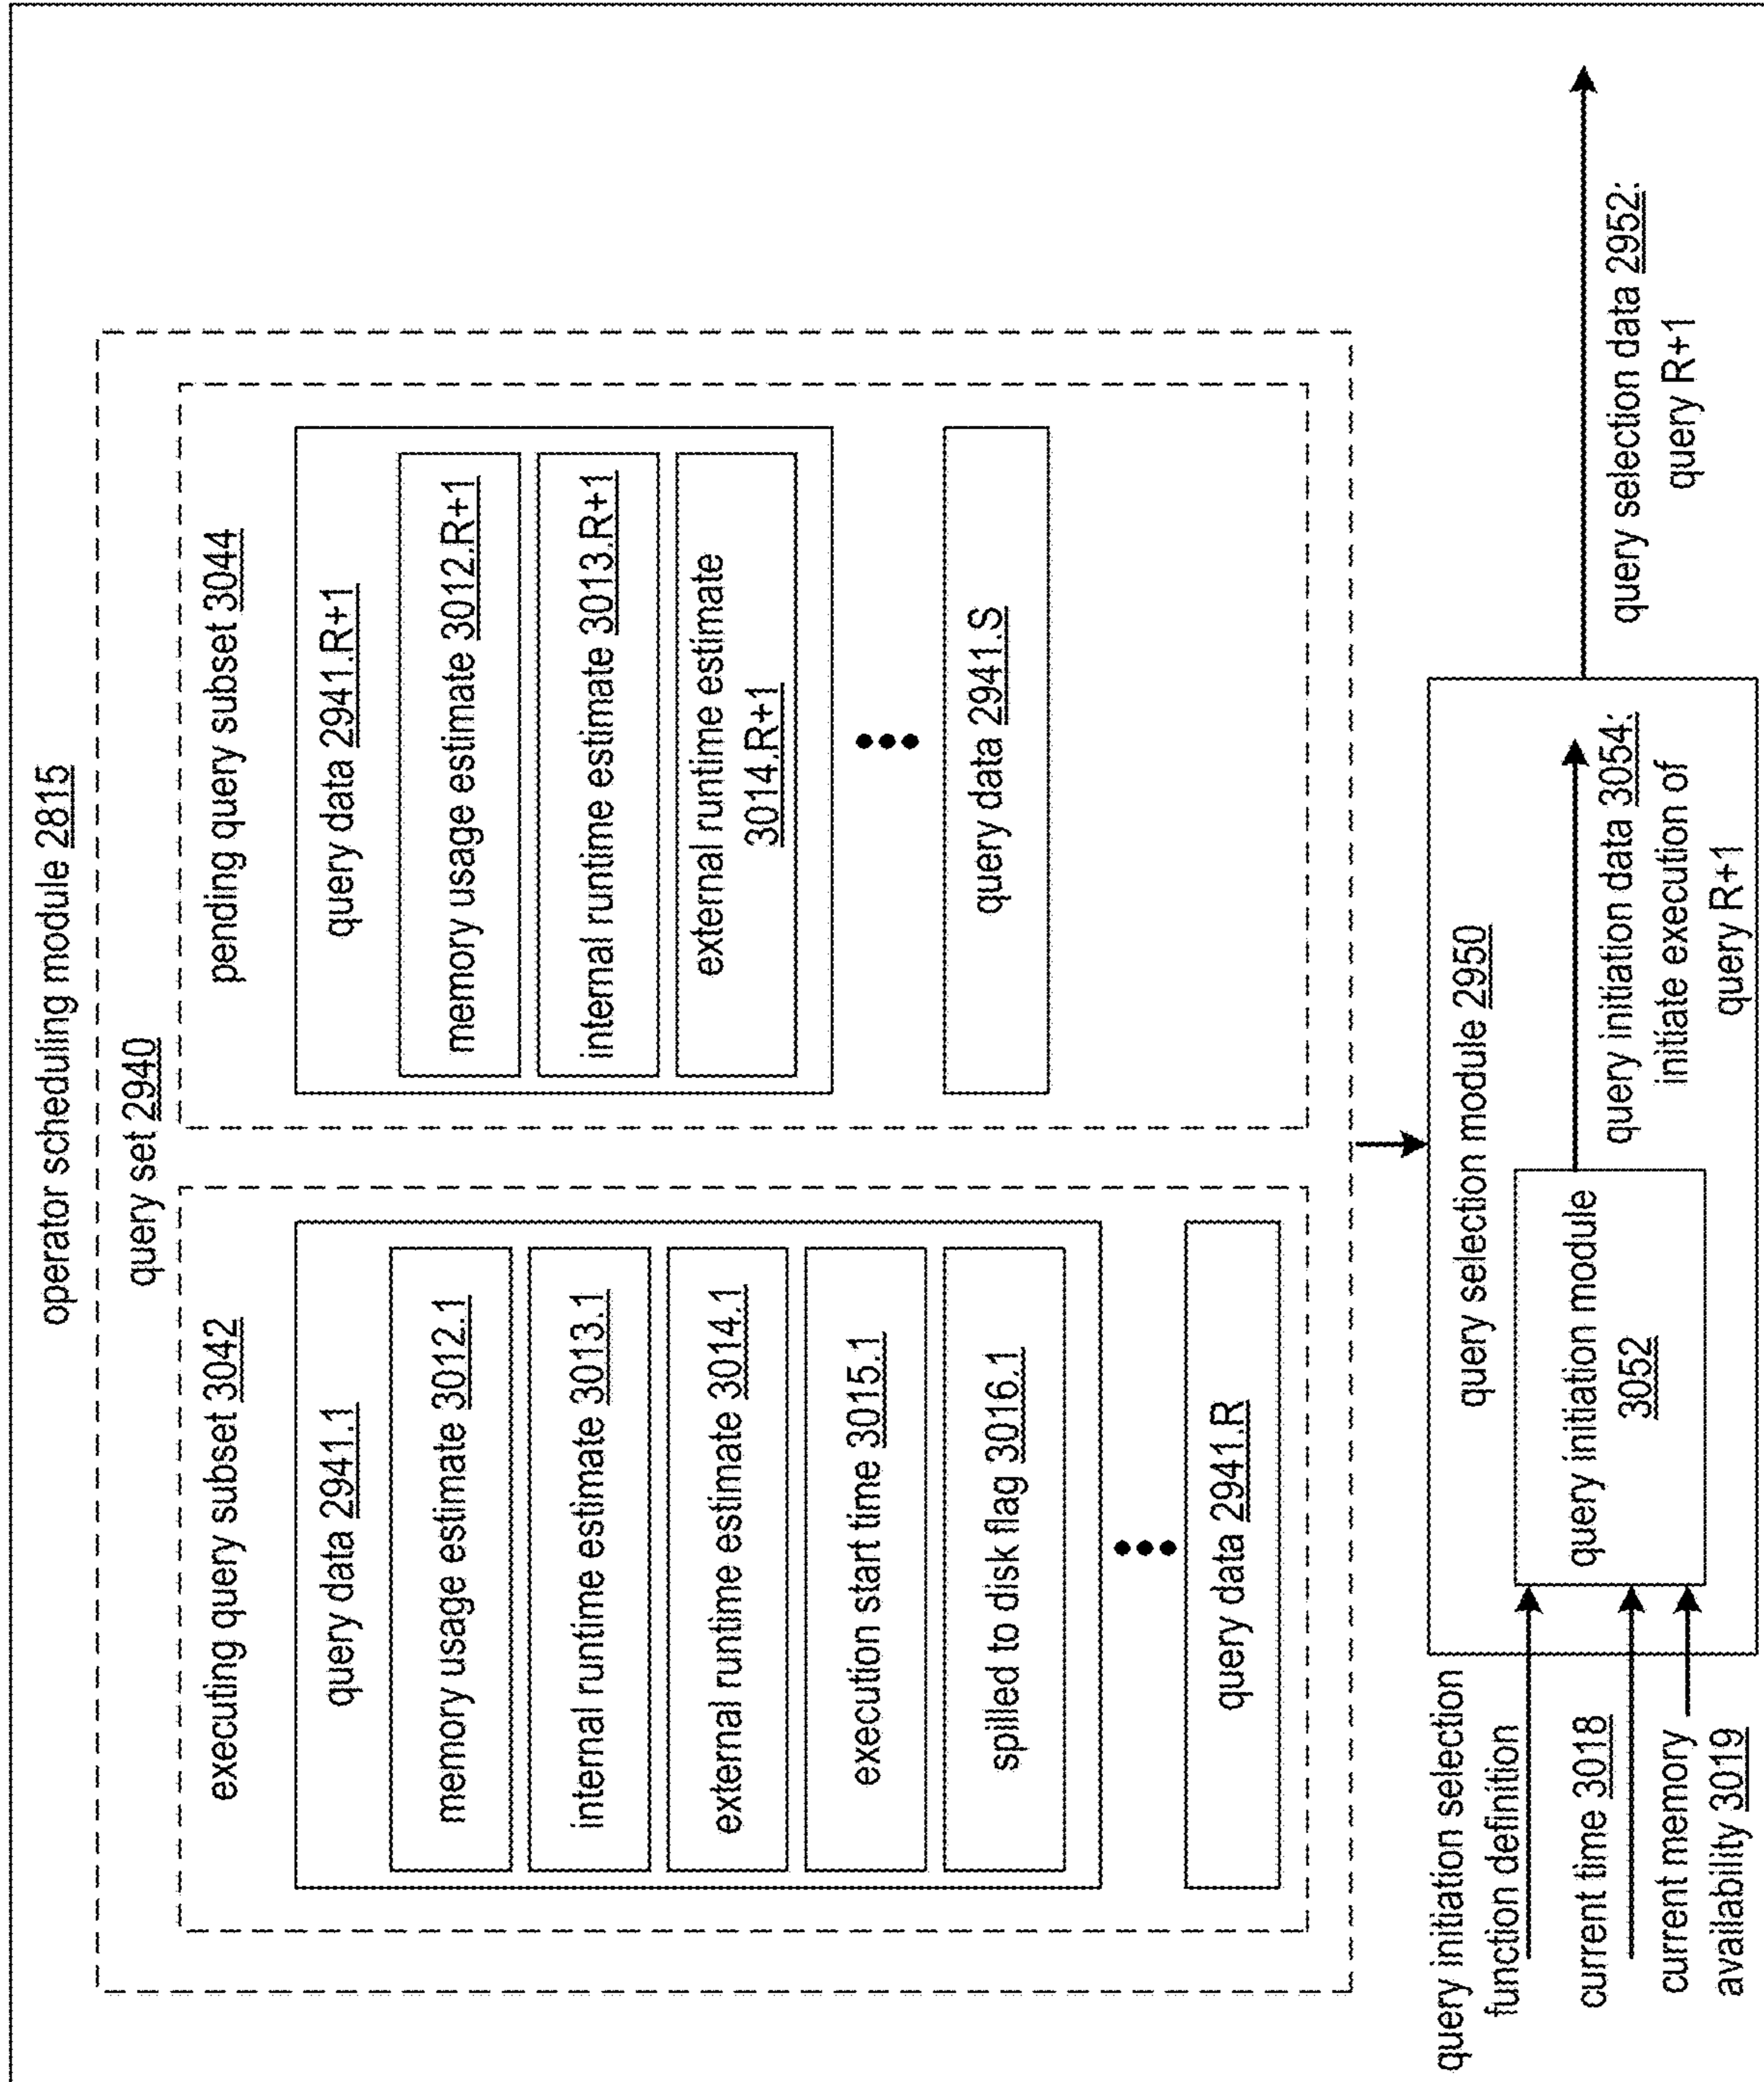 operator scheduling module 2815
query set 2940
executing query subset 3042
query data 2941.1
memory usage estimate 3012.1
internal runtime estimate 3013.1
external runtime estimate 3014.1
execution start time 3015.1
spilled to disk flag 3016.1
query data 2941.R
pending query subset 3044
query data 2941.R+1
memory usage estimate 3012.R+1
internal runtime estimate 3013.R+1
external runtime estimate
3014.R+1
query data 2941.S
query initiation selection
function definition
current time 3018
current memory
availability 3019
query selection module 2950
query initiation module
3052
query initiation data 3054:
initiate execution of
query R+1
query selection data 2952:
query R+1